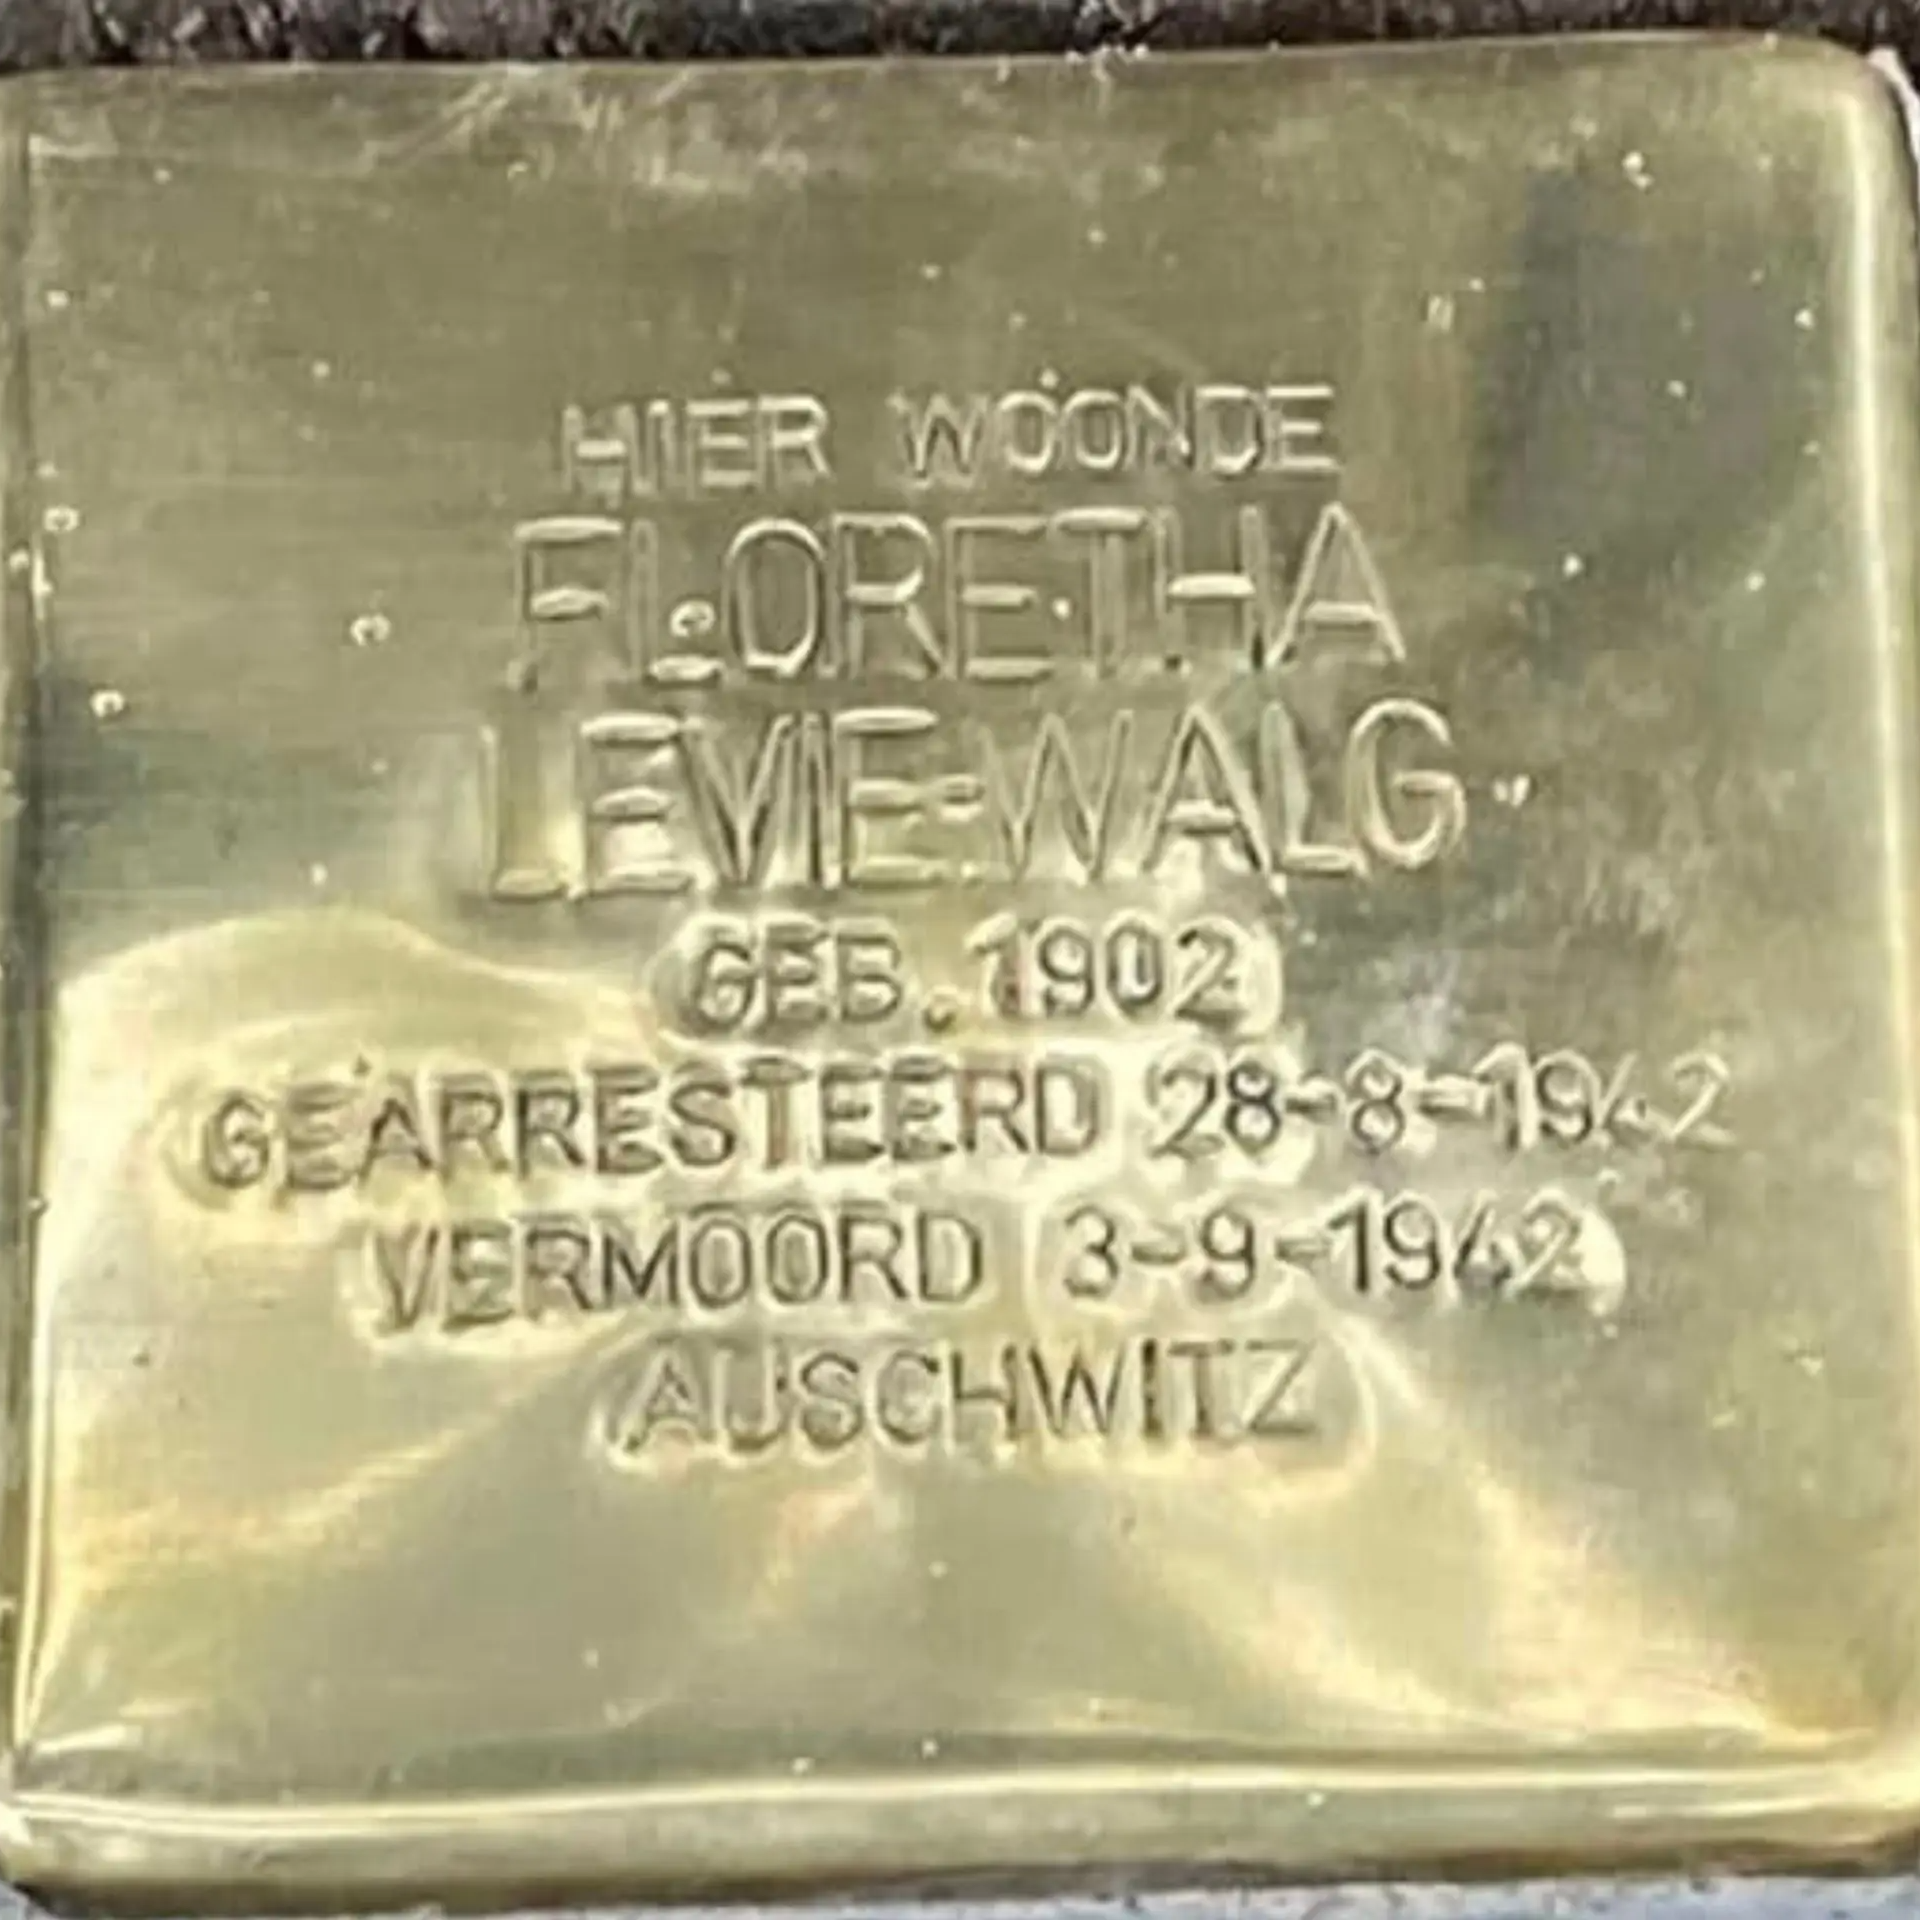 HIER WOONDE
FLORETHA
LEVIE-WALG
GEB. 1902
GEARRESTEERD 28-8-1942
VERMOORD 3-9-1942
AUSCHWITZ